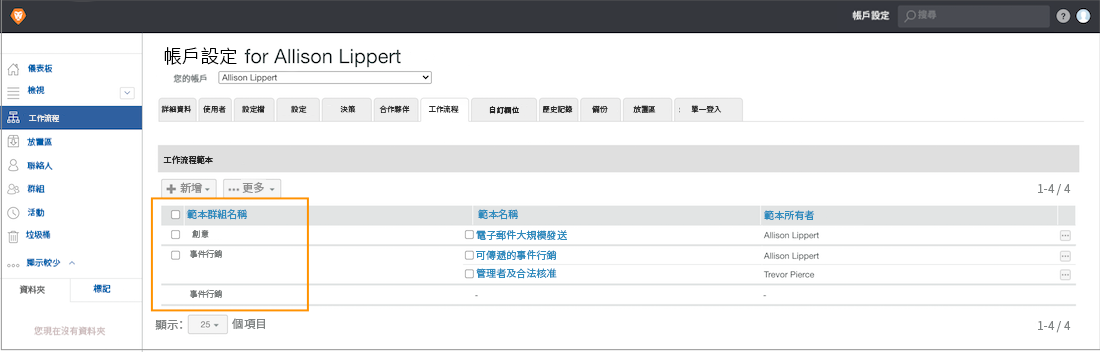 帳戶設定 搜尋 ?
帳戶設定 for Allison Lippert
您的帳戶 Allison Lippert
儀表板
檢視
工作流程
放置區
聯絡人
群組
活動
垃圾桶
顯示較少
資料夾 標記
您現在沒有資料夾
詳細資料 使用者 設定檔 設定 決策 合作夥伴 工作流程 自訂欄位 歷史記錄 備份 放置區 : 單一登入
工作流程範本
新增 更多 1-4 / 4
範本群組名稱 範本名稱 範本所有者
創意 電子郵件大規模發送 Allison Lippert
事件行銷 可傳遞的事件行銷 Allison Lippert
管理者及合法核准 Trevor Pierce
事件行銷 - -
顯示： 25 個項目 1-4 / 4